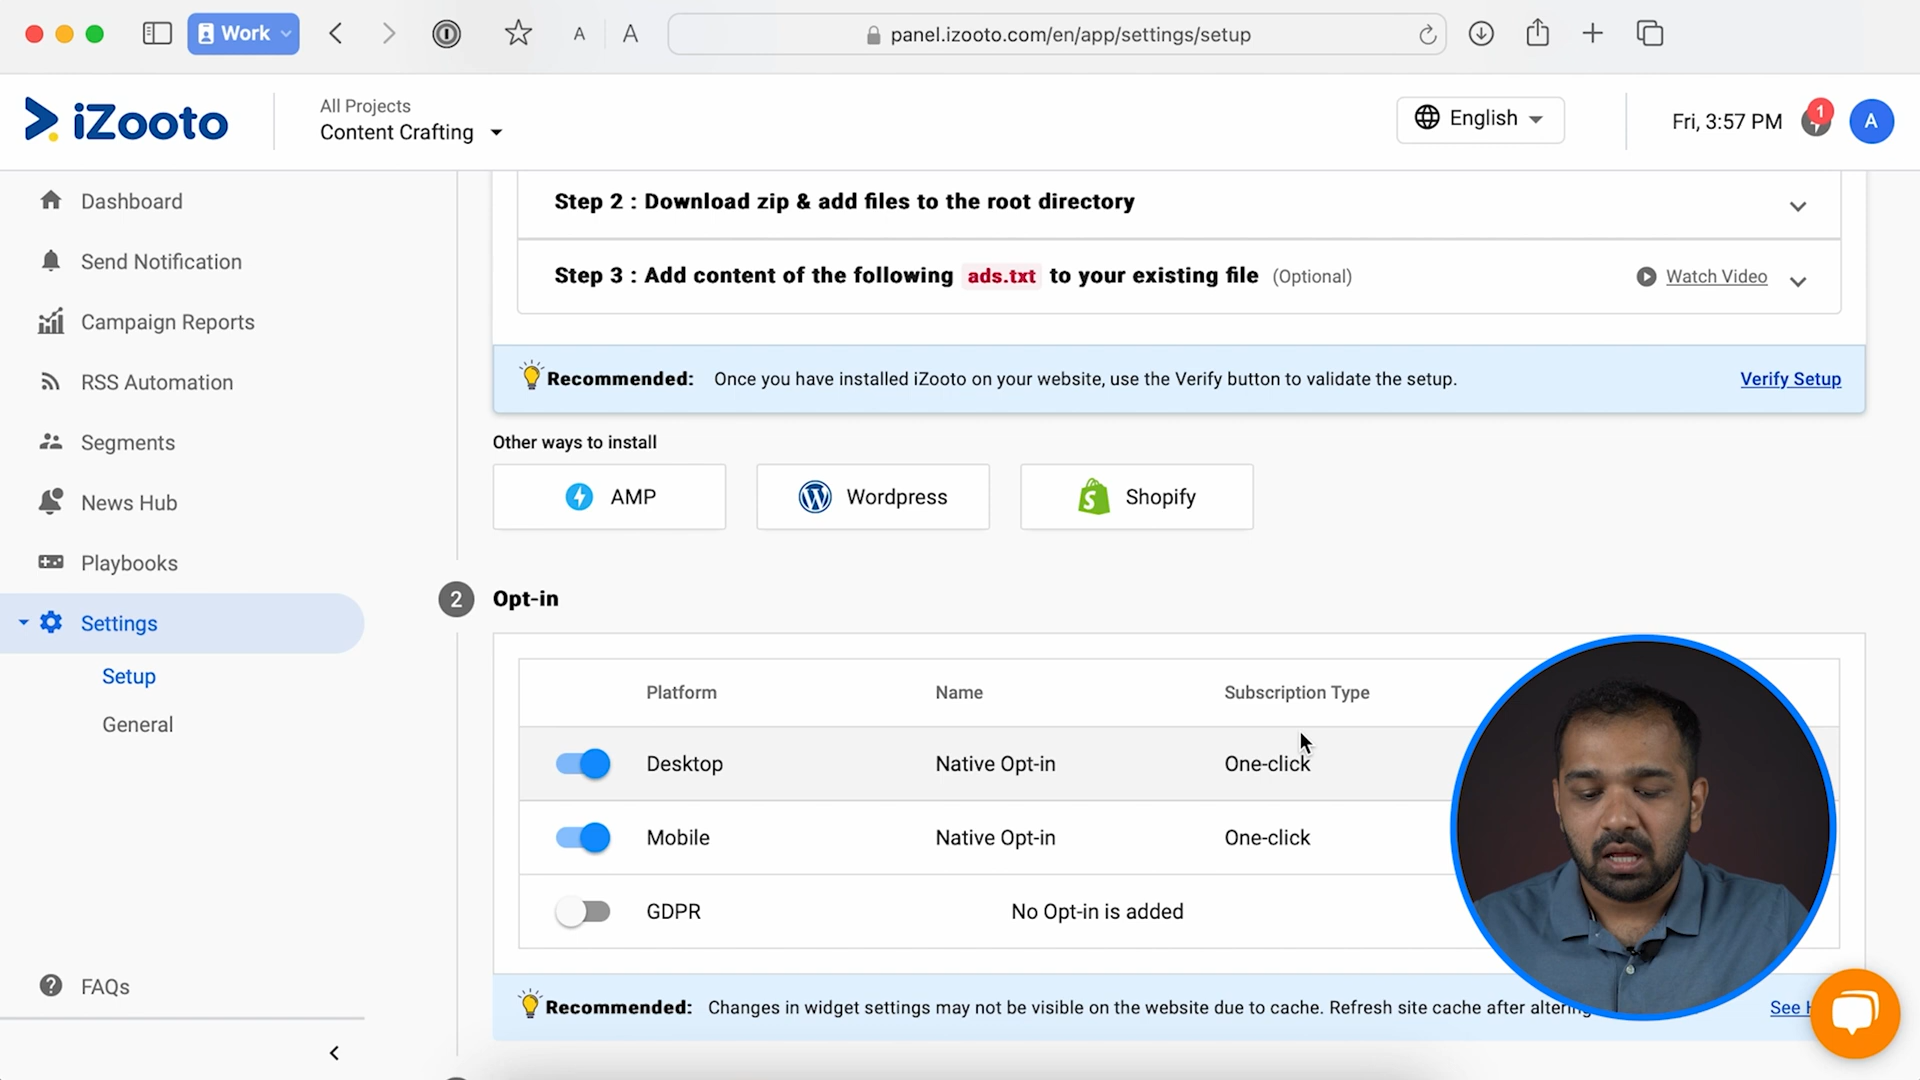 Work
A
A
panel.izooto.com/en/app/settings/setup
iZooto
All Projects
Content Crafting
English
Fri, 3:57 PM
1
A
Dashboard
Send Notification
Campaign Reports
RSS Automation
Segments
News Hub
Playbooks
Settings
Setup
General
FAQs
Step 2 : Download zip & add files to the root directory
Step 3 : Add content of the following ads.txt to your existing file (Optional)
Watch Video
Recommended: Once you have installed iZooto on your website, use the Verify button to validate the setup.
Verify Setup
Other ways to install
AMP
Wordpress
Shopify
2
Opt-in
Platform Name Subscription Type
Desktop Native Opt-in One-click
Mobile Native Opt-in One-click
GDPR No Opt-in is added
Recommended: Changes in widget settings may not be visible on the website due to cache. Refresh site cache after
See